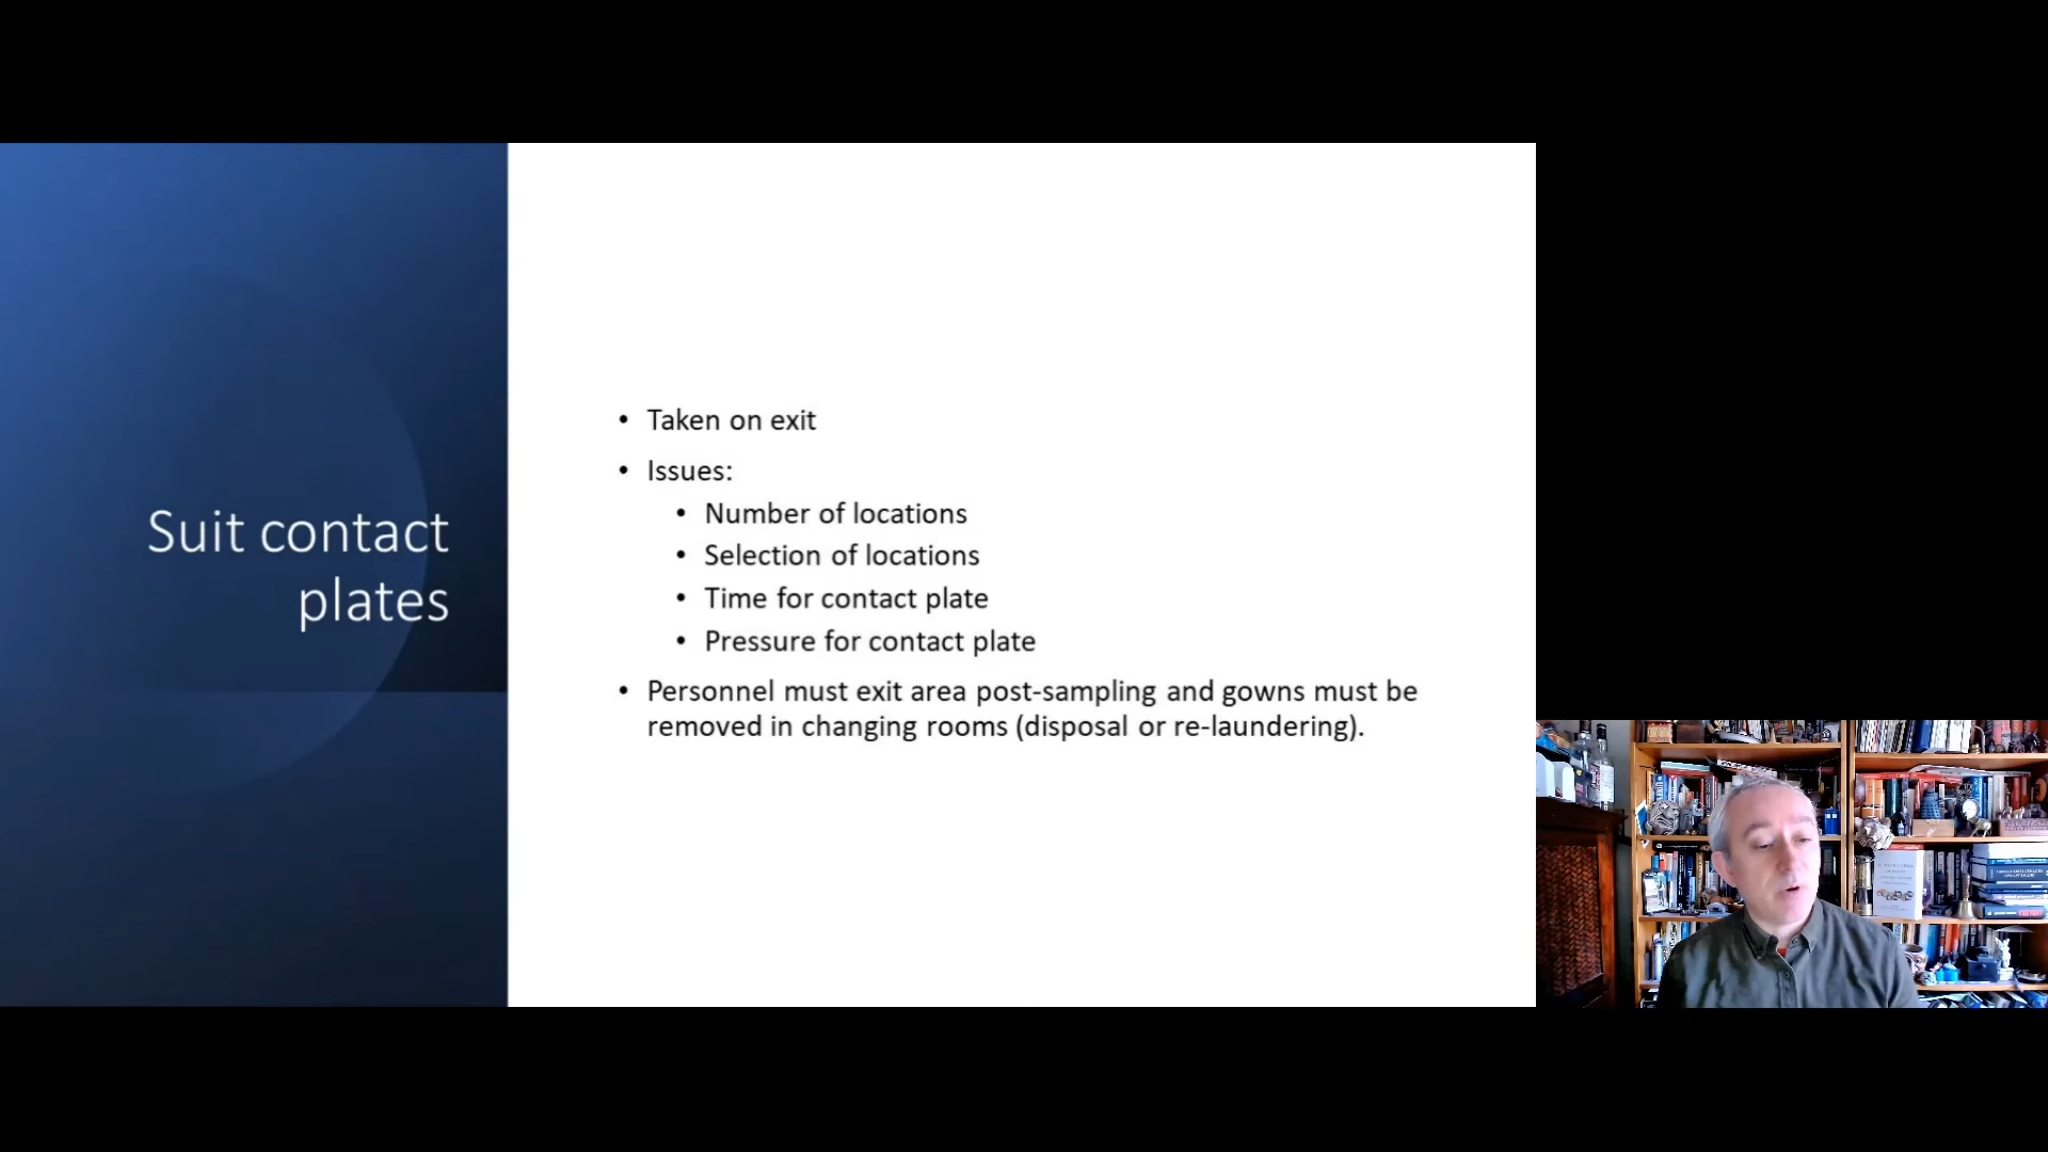 Suit contact
plates
• Taken on exit
• Issues:
• Number of locations
• Selection of locations
• Time for contact plate
• Pressure for contact plate
• Personnel must exit area post-sampling and gowns must be
removed in changing rooms (disposal or re-laundering).